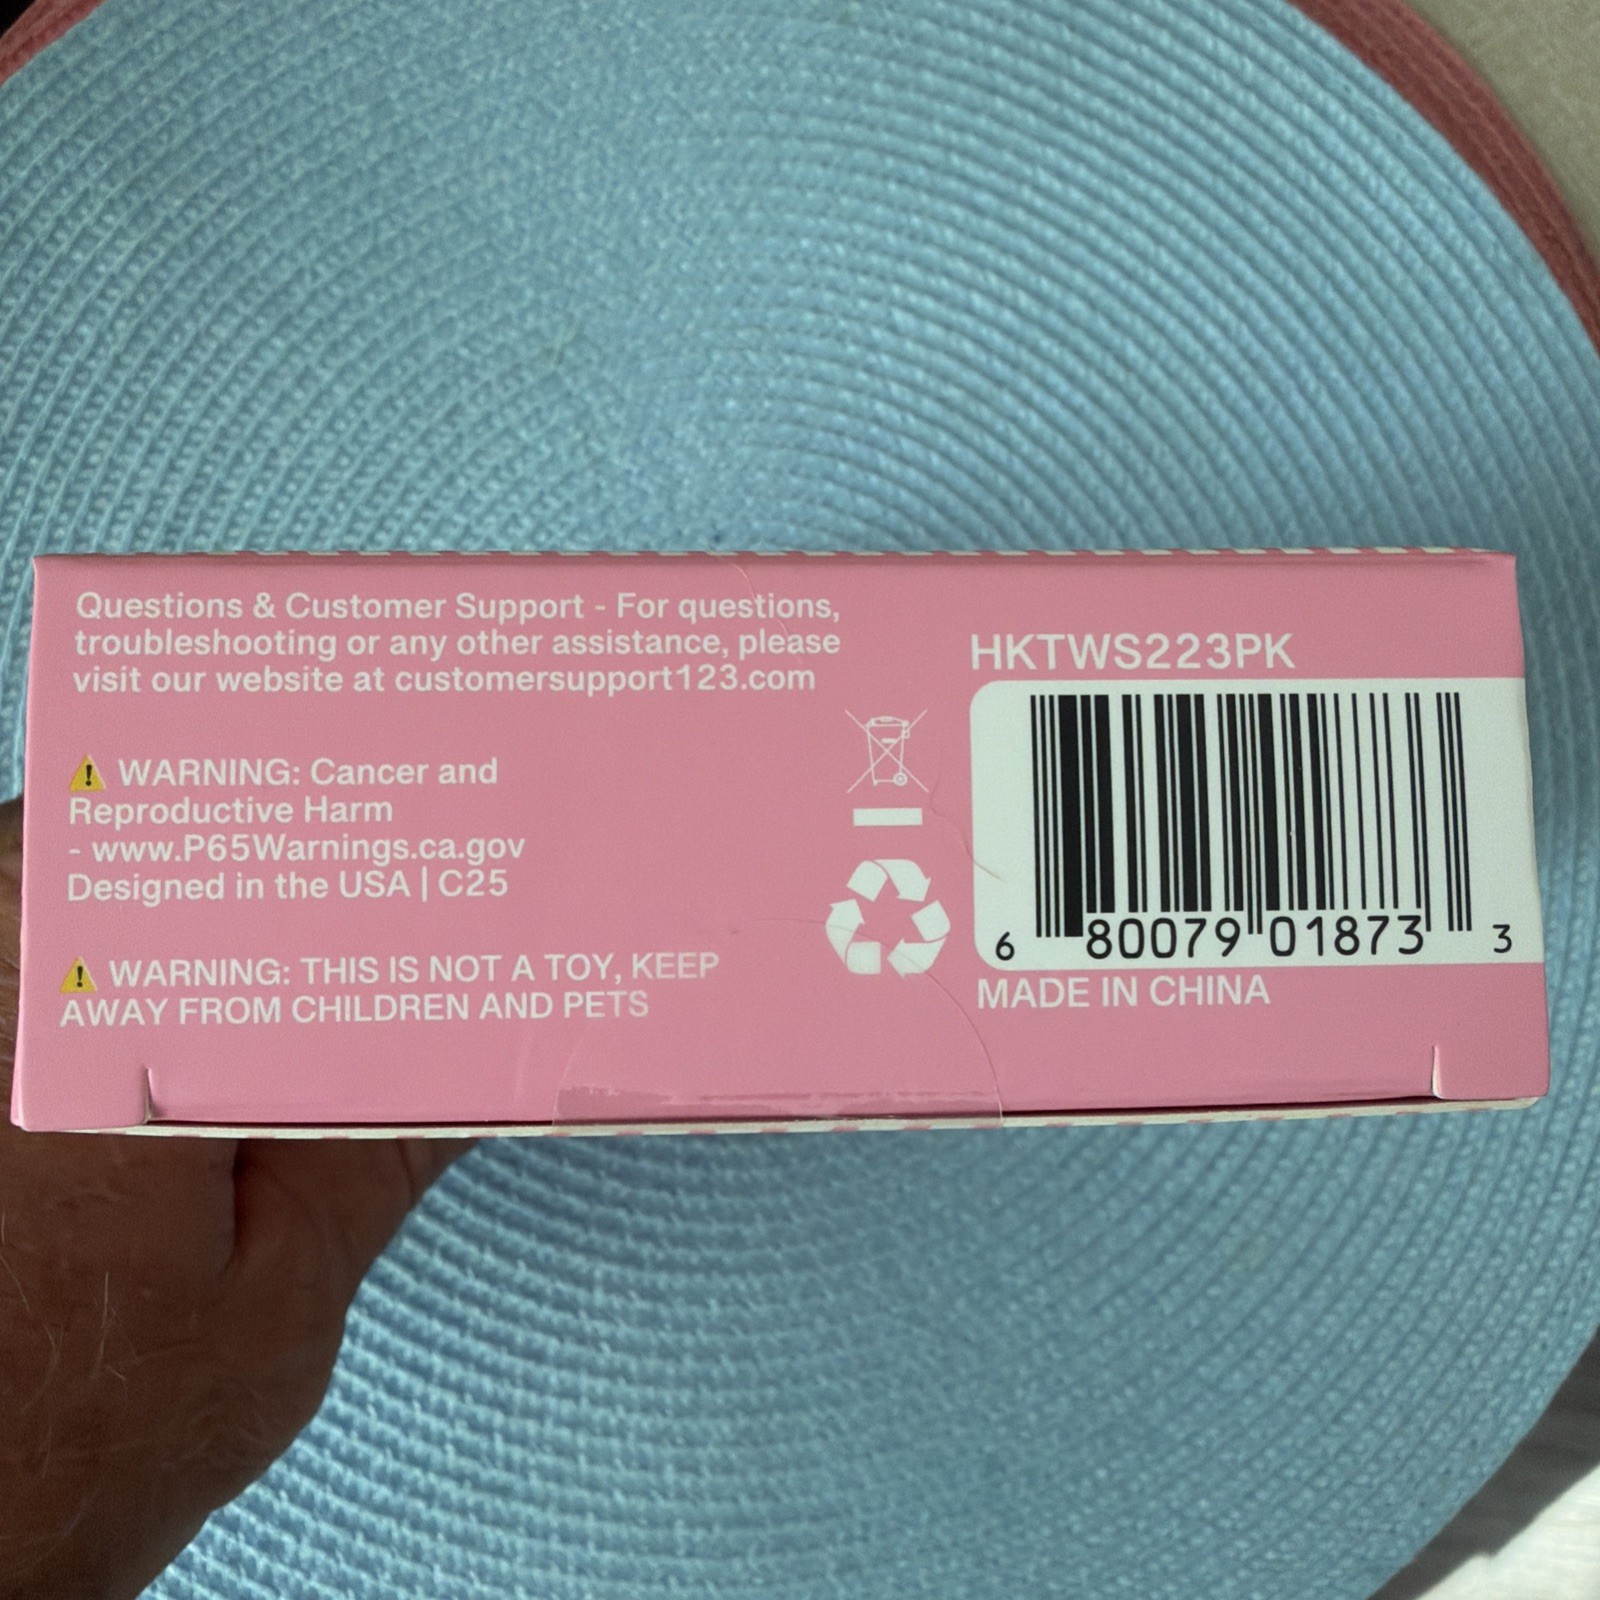 Questions & Customer Support - For questions,
troubleshooting or any other assistance, please
visit our website at customersupport123.com
WARNING: Cancer and
Reproductive Harm
- www.P65Warnings.ca.gov
Designed in the USA | C25
WARNING: THIS IS NOT A TOY, KEEP
AWAY FROM CHILDREN AND PETS
HKTWS223PK
6 80079 01873 3
MADE IN CHINA